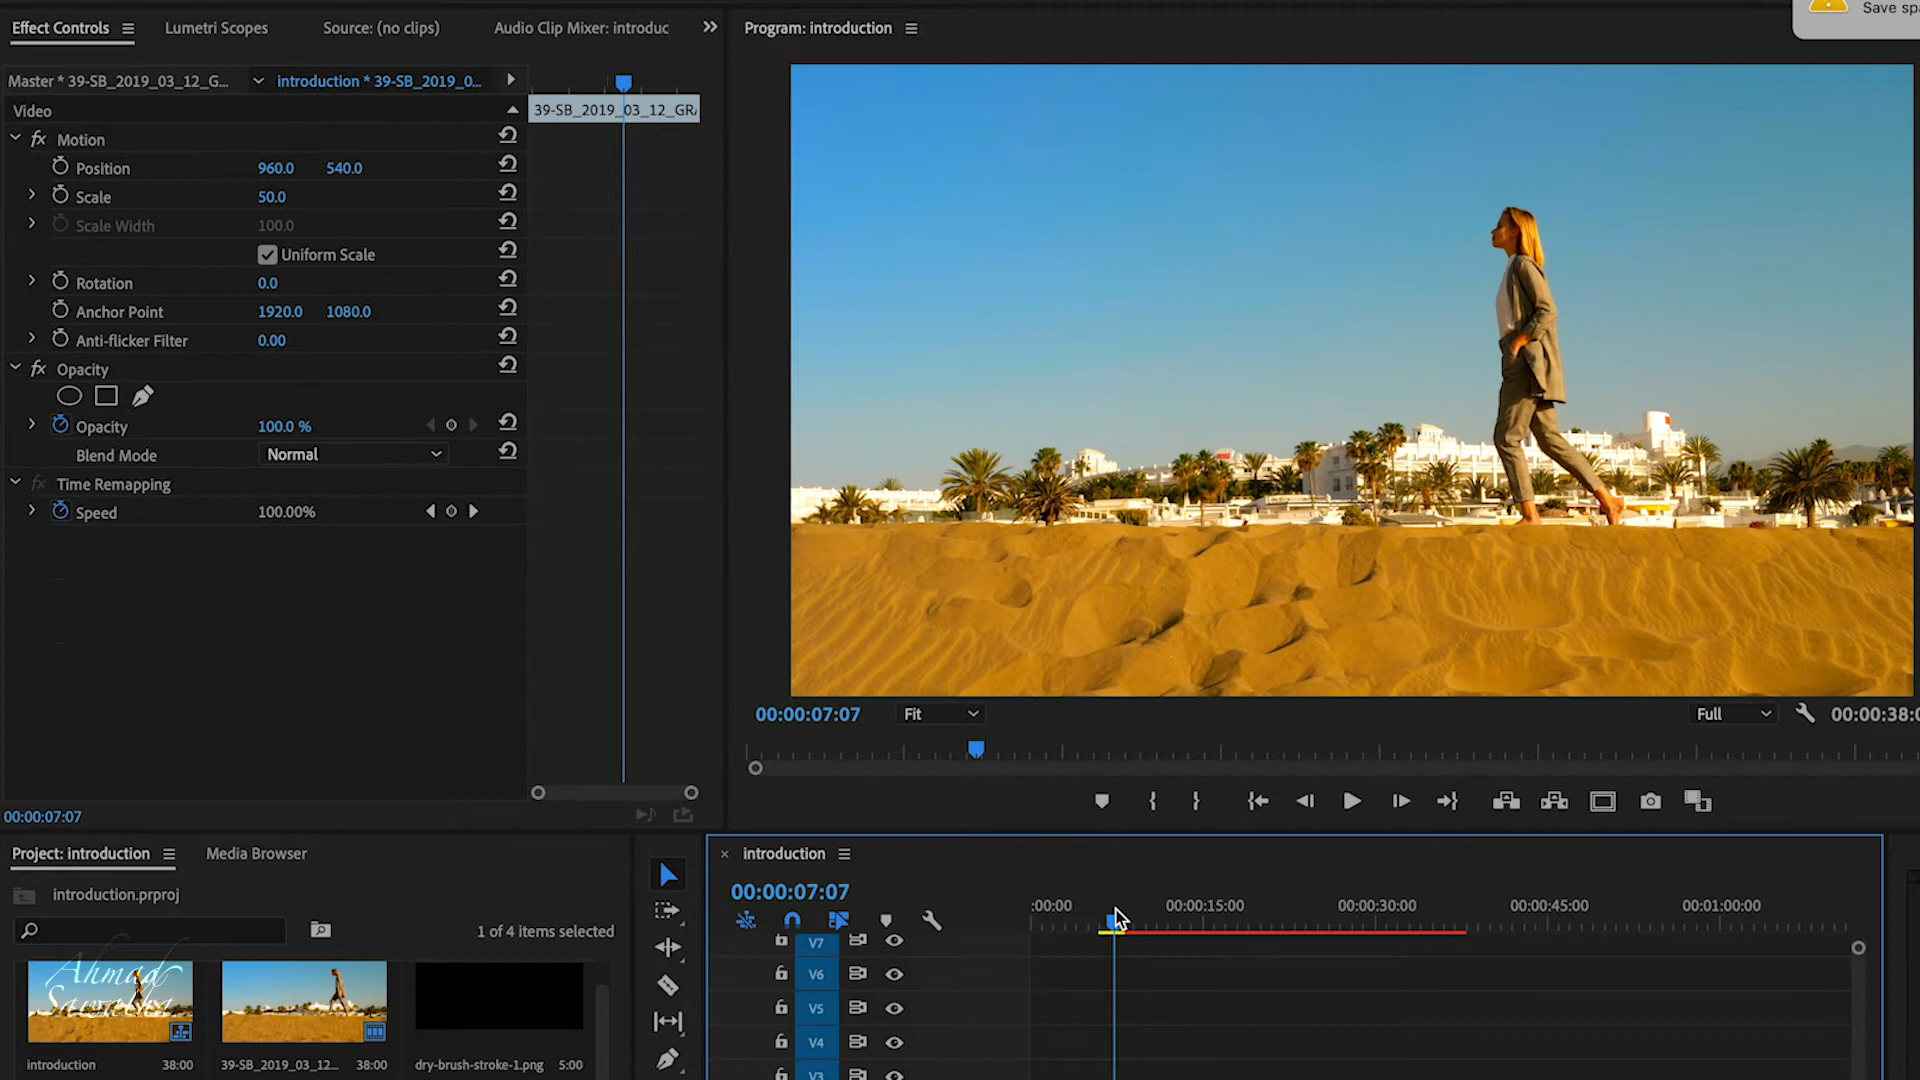 Effect Controls
Lumetri Scopes
Source: (no clips)
Audio Clip Mixer: introduc
Program: introduction
Save spa
Master * 39-SB_2019_03_12_G...
introduction * 39-SB_2019_0...
Video
39-SB_2019_03_12_GRA
fx Motion
Position 960.0 540.0
Scale 50.0
Scale Width 100.0
Uniform Scale
Rotation 0.0
Anchor Point 1920.0 1080.0
Anti-flicker Filter 0.00
fx Opacity
Opacity 100.0 %
Blend Mode Normal
fx Time Remapping
Speed 100.00%
00:00:07:07
Fit
Full
00:00:38:0
00:00:07:07
Project: introduction
Media Browser
introduction.prproj
1 of 4 items selected
Ahmad
Sawalha
introduction 38:00
39-SB_2019_03_12... 38:00
dry-brush-stroke-1.png 5:00
introduction
00:00:07:07
:00:00
00:00:15:00
00:00:30:00
00:00:45:00
00:01:00:00
V7
V6
V5
V4
V3